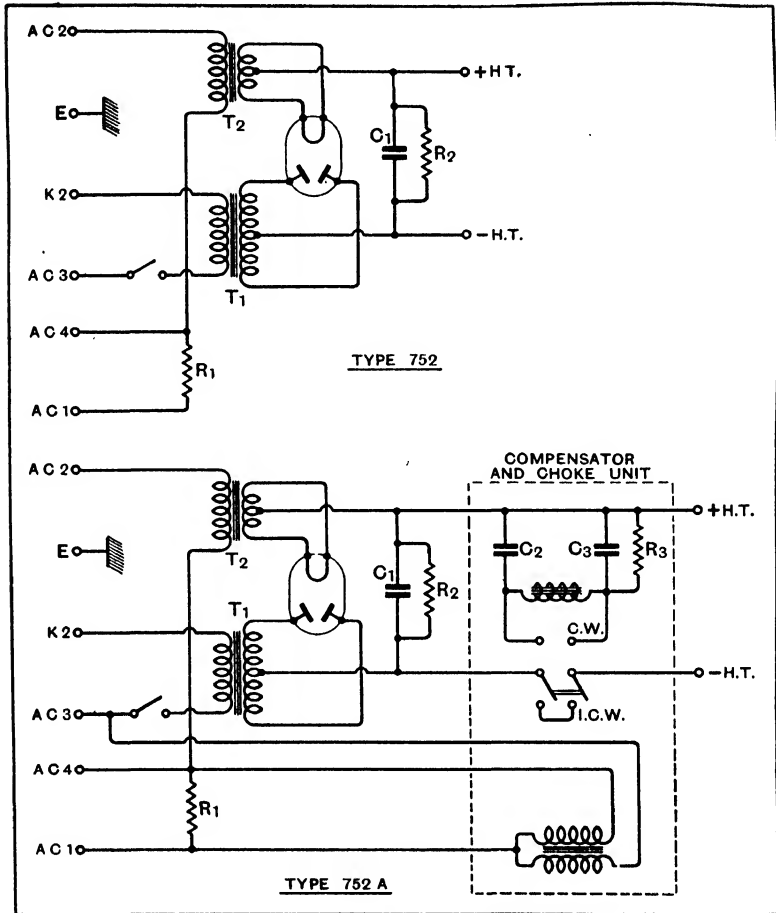 AC2
+H.T.
E
T2
C1
R2
K2
-H.T.
AC3
T1
AC4
R1
TYPE 752
AC1
COMPENSATOR
AND CHOKE UNIT
AC2
+H.T.
C2
C3
R3
E
T2
C1
R2
T1
K2
C.W.
-H.T.
AC3
I.C.W.
AC4
R1
AC1
TYPE 752 A